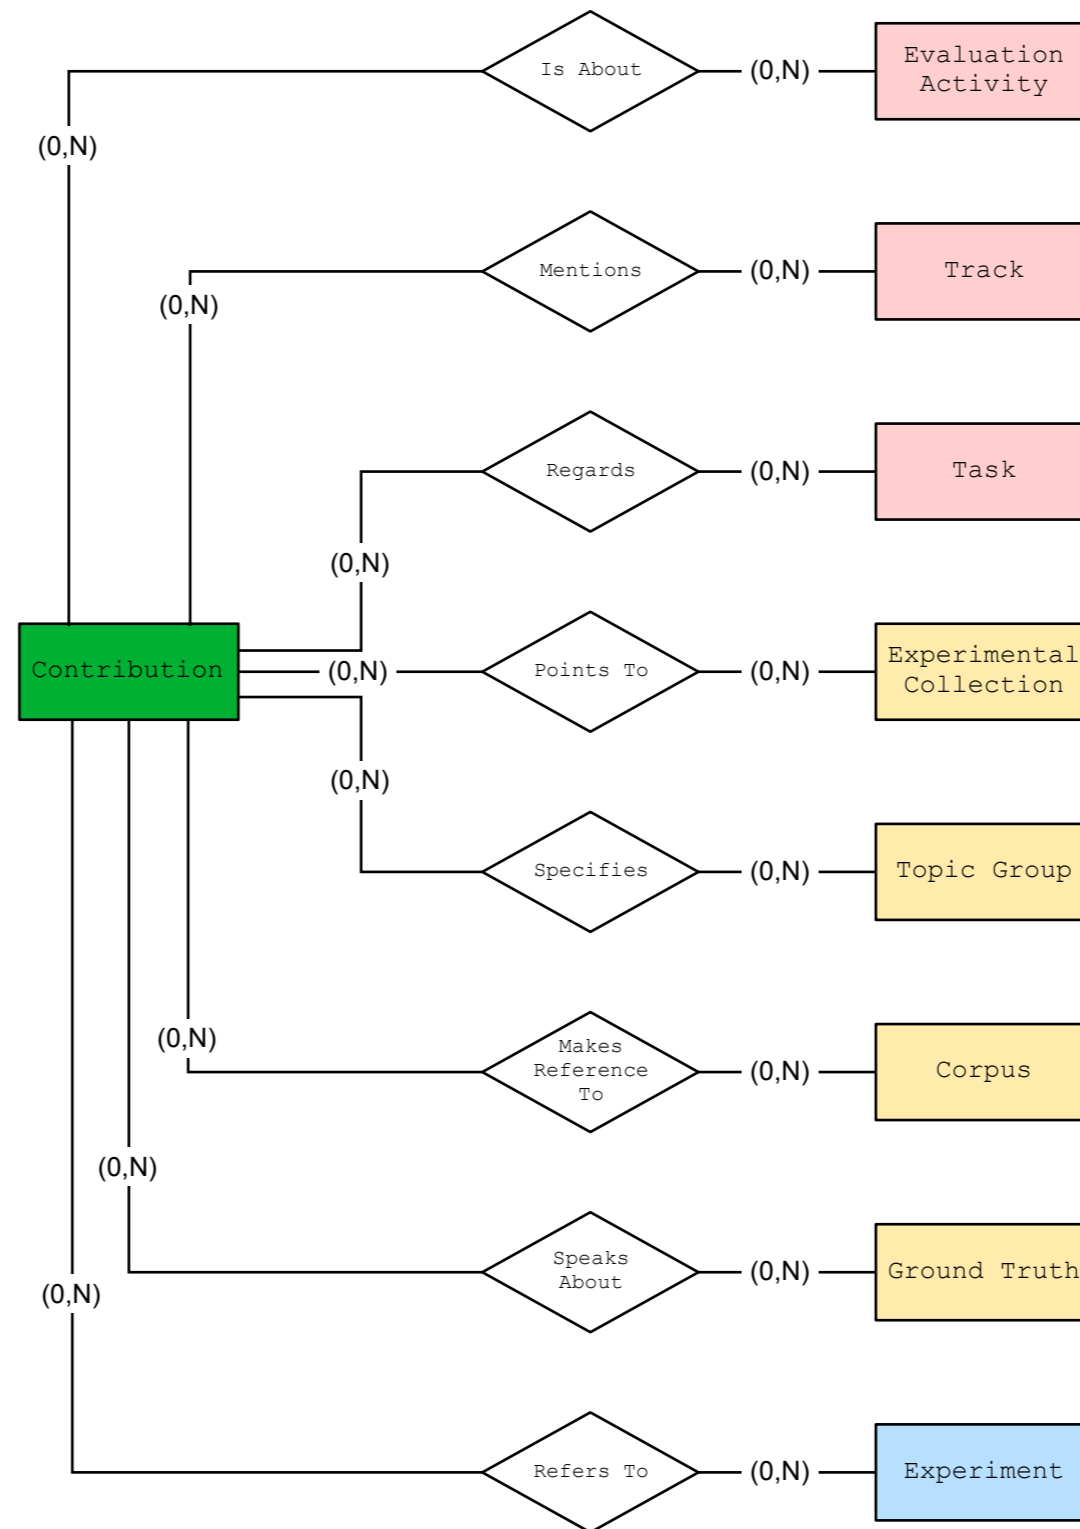 Is About
(0,N)
Evaluation
Activity
(0,N)
Mentions
(0,N)
Track
(0,N)
Regards
(0,N)
Task
(0,N)
Contribution
(0,N)
Points To
(0,N)
Experimental
Collection
(0,N)
Specifies
(0,N)
Topic Group
(0,N)
Makes
Reference
To
(0,N)
Corpus
(0,N)
Speaks
About
(0,N)
Ground Truth
(0,N)
Refers To
(0,N)
Experiment